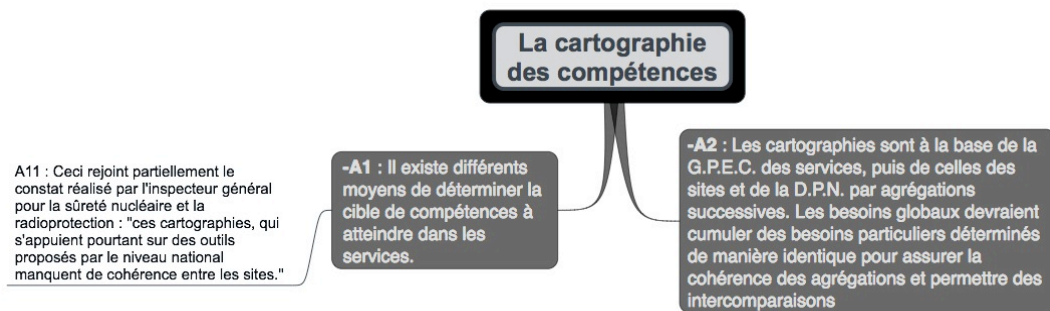 La cartographie
des compétences
A11 : Ceci rejoint partiellement le
constat réalisé par l'inspecteur général
pour la sûreté nucléaire et la
radioprotection : "ces cartographies, qui
s'appuient pourtant sur des outils
proposés par le niveau national
manquent de cohérence entre les sites."
-A1 : Il existe différents
moyens de déterminer la
cible de compétences à
atteindre dans les
services.
-A2 : Les cartographies sont à la base de la
G.P.E.C. des services, puis de celles des
sites et de la D.P.N. par agrégations
successives. Les besoins globaux devraient
cumuler des besoins particuliers déterminés
de manière identique pour assurer la
cohérence des agrégations et permettre des
intercomparaisons